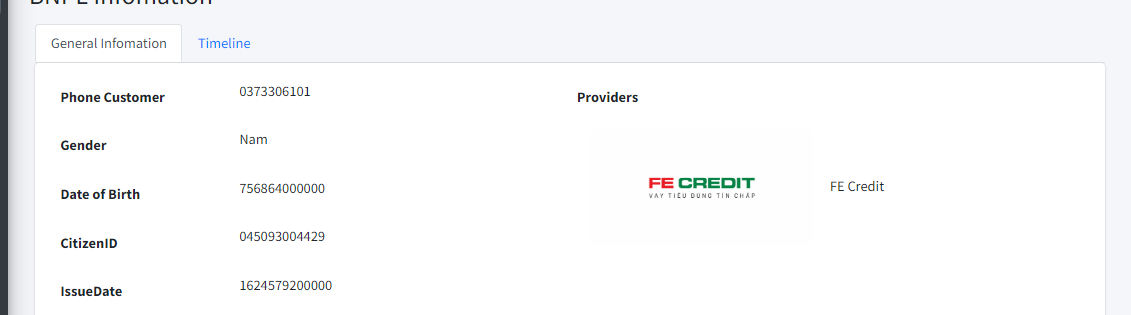 BNPL Infomation
General Infomation
Timeline
Phone Customer
0373306101
Gender
Nam
Date of Birth
756864000000
CitizenID
045093004429
IssueDate
1624579200000
Providers
FE CREDIT
VAY TIÊU DÙNG TÍN CHẤP
FE Credit